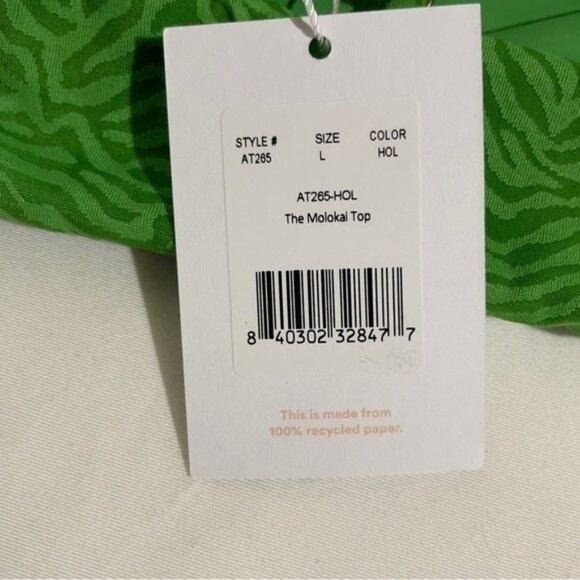 STYLE # SIZE COLOR
AT265 L HOL
AT265-HOL
The Molokai Top
8 40302 32847 7
This is made from
100% recycled paper.